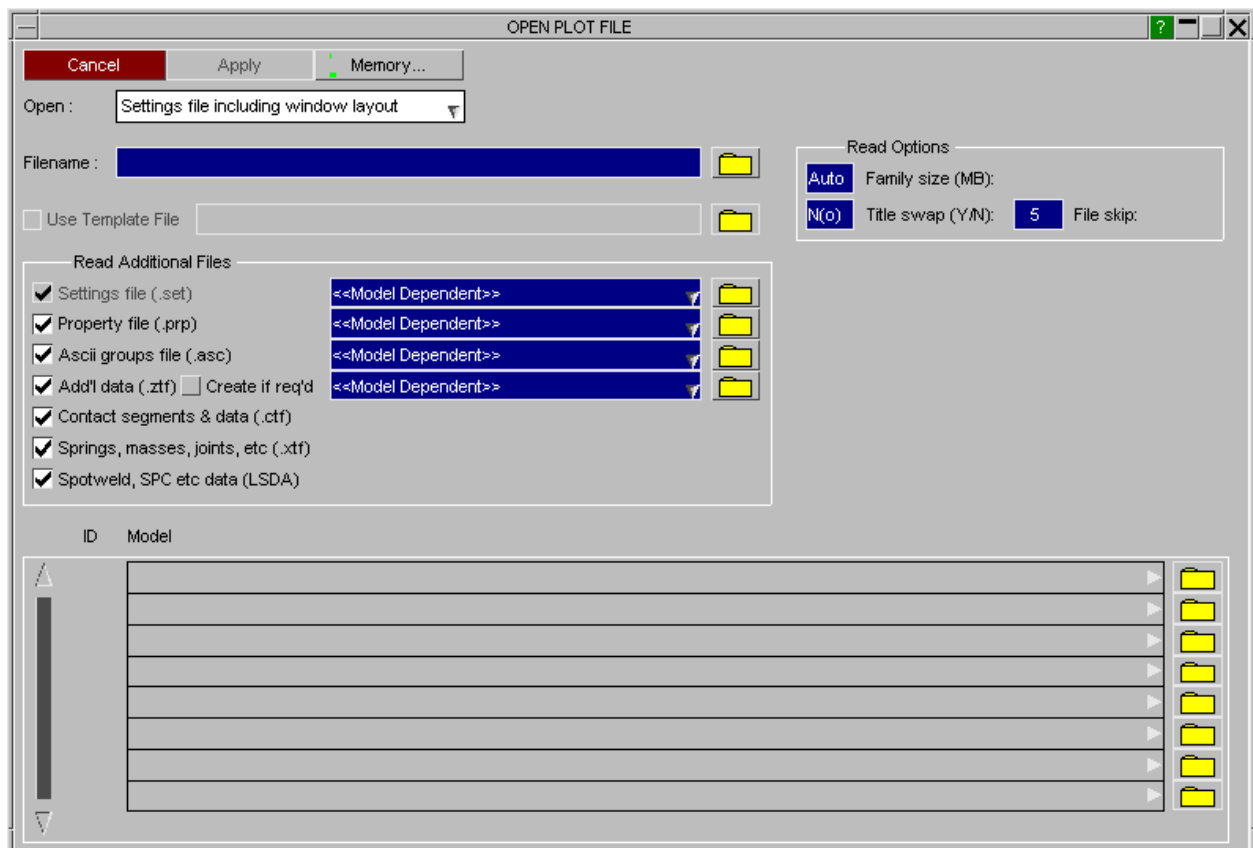 OPEN PLOT FILE ?
Cancel Apply Memory...
Open : Settings file including window layout
Filename :
Read Options
Auto Family size (MB):
N(o) Title swap (Y/N): 5 File skip:
Use Template File
Read Additional Files
Settings file (.set) <<Model Dependent>>
Property file (.prp) <<Model Dependent>>
Ascii groups file (.asc) <<Model Dependent>>
Add'l data (.ztf) Create if req'd <<Model Dependent>>
Contact segments & data (.ctf)
Springs, masses, joints, etc (.xtf)
Spotweld, SPC etc data (LSDA)
ID Model